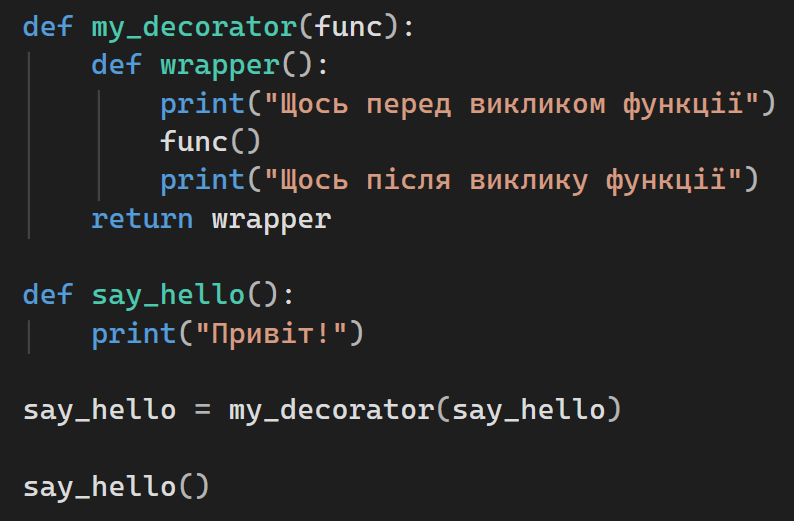 def my_decorator(func):
    def wrapper():
        print("Щось перед викликом функції")
        func()
        print("Щось після виклику функції")
    return wrapper

def say_hello():
    print("Привіт!")

say_hello = my_decorator(say_hello)

say_hello()